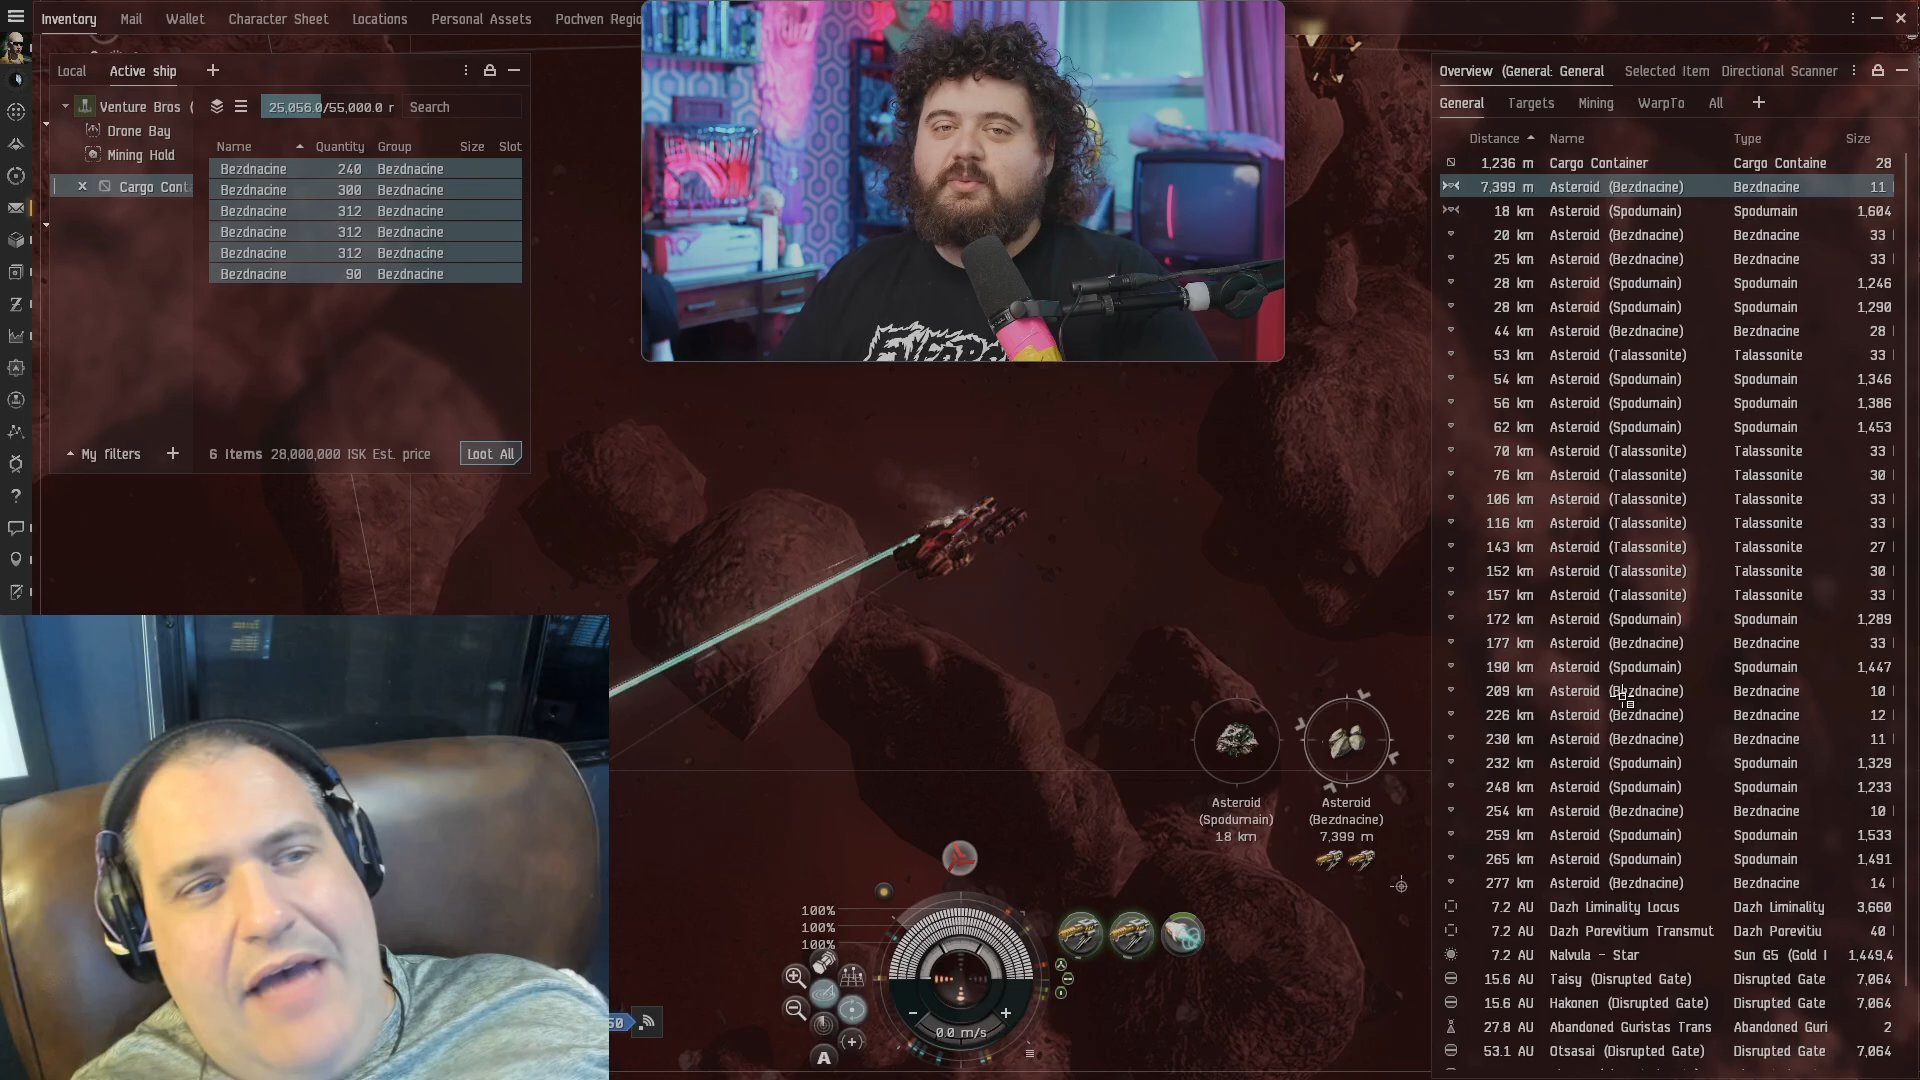 Inventory Mail Wallet Character Sheet Locations Personal Assets Pochven Regio
Local Active ship
Venture Bros (
25,056.0/55,000.0 Search
Drone Bay
Mining Hold
Cargo Cont
Name Quantity Group Size Slot
Bezdnacine 240 Bezdnacine
Bezdnacine 300 Bezdnacine
Bezdnacine 312 Bezdnacine
Bezdnacine 312 Bezdnacine
Bezdnacine 312 Bezdnacine
Bezdnacine 90 Bezdnacine
My filters
6 Items 28,000,000 ISK Est. price
Loot All
Overview (General: General Selected Item Directional Scanner
General Targets Mining WarpTo All
Distance Name Type Size
1,236 m Cargo Container Cargo Containe 28
7,399 m Asteroid (Bezdnacine) Bezdnacine 11
18 km Asteroid (Spodumain) Spodumain 1,604
20 km Asteroid (Bezdnacine) Bezdnacine 33
25 km Asteroid (Bezdnacine) Bezdnacine 33
28 km Asteroid (Spodumain) Spodumain 1,246
28 km Asteroid (Spodumain) Spodumain 1,290
44 km Asteroid (Bezdnacine) Bezdnacine 28
53 km Asteroid (Talassonite) Talassonite 33
54 km Asteroid (Spodumain) Spodumain 1,346
56 km Asteroid (Spodumain) Spodumain 1,386
62 km Asteroid (Spodumain) Spodumain 1,453
70 km Asteroid (Talassonite) Talassonite 33
76 km Asteroid (Talassonite) Talassonite 30
106 km Asteroid (Talassonite) Talassonite 33
116 km Asteroid (Talassonite) Talassonite 33
143 km Asteroid (Talassonite) Talassonite 27
152 km Asteroid (Talassonite) Talassonite 30
157 km Asteroid (Talassonite) Talassonite 33
172 km Asteroid (Spodumain) Spodumain 1,289
177 km Asteroid (Bezdnacine) Bezdnacine 33
190 km Asteroid (Spodumain) Spodumain 1,447
209 km Asteroid (Bezdnacine) Bezdnacine 10
226 km Asteroid (Bezdnacine) Bezdnacine 12
230 km Asteroid (Bezdnacine) Bezdnacine 11
232 km Asteroid (Spodumain) Spodumain 1,329
248 km Asteroid (Spodumain) Spodumain 1,233
254 km Asteroid (Bezdnacine) Bezdnacine 10
259 km Asteroid (Spodumain) Spodumain 1,533
265 km Asteroid (Spodumain) Spodumain 1,491
277 km Asteroid (Bezdnacine) Bezdnacine 14
7.2 AU Dazh Liminality Locus Dazh Liminality 3,660
7.2 AU Dazh Porevitium Transmut Dazh Porevitiu 40
7.2 AU Nalvula - Star Sun G5 (Gold 1,449,4
15.6 AU Taisy (Disrupted Gate) Disrupted Gate 7,064
15.6 AU Hakonen (Disrupted Gate) Disrupted Gate 7,064
27.8 AU Abandoned Guristas Trans Abandoned Guri 2
53.1 AU Otsasai (Disrupted Gate) Disrupted Gate 7,064
Asteroid
(Spodumain)
18 km
Asteroid
(Bezdnacine)
7,399 m
100%
100%
100%
0.0 m/s
A